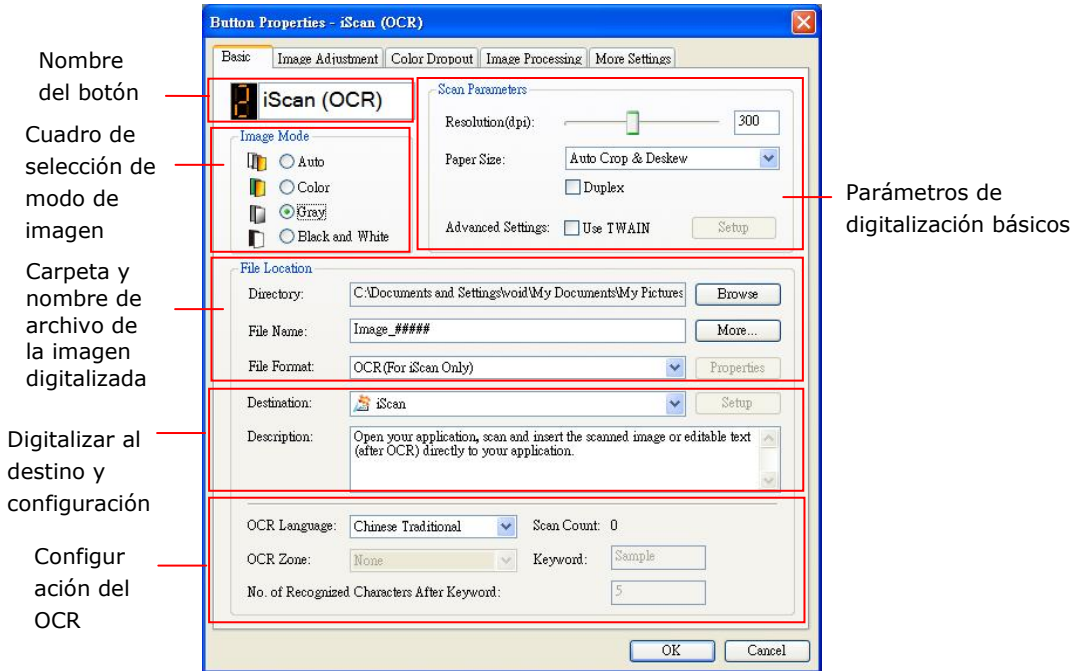 Button Properties - iScan (OCR)
Basic Image Adjustment Color Dropout Image Processing More Settings
Nombre
del botón
2 iScan (OCR)
Cuadro de
selección de
modo de
imagen
Image Mode
Auto
Color
Gray
Black and White
Scan Parameters
Resolution(dpi): 300
Paper Size: Auto Crop & Deskew
Duplex
Advanced Settings: Use TWAIN Setup
Parámetros de
digitalización básicos
Carpeta y
nombre de
archivo de
la imagen
digitalizada
File Location
Directory: C:\Documents and Settings\void\My Documents\My Pictures Browse
File Name: Image_##### More...
File Format: OCR(For iScan Only) Properties
Digitalizar al
destino y
configuración
Destination: iScan Setup
Description: Open your application, scan and insert the scanned image or editable text
(after OCR) directly to your application.
Configur
ación del
OCR
OCR Language: Chinese Traditional Scan Count: 0
OCR Zone: None Keyword: Sample
No. of Recognized Characters After Keyword: 5
OK Cancel